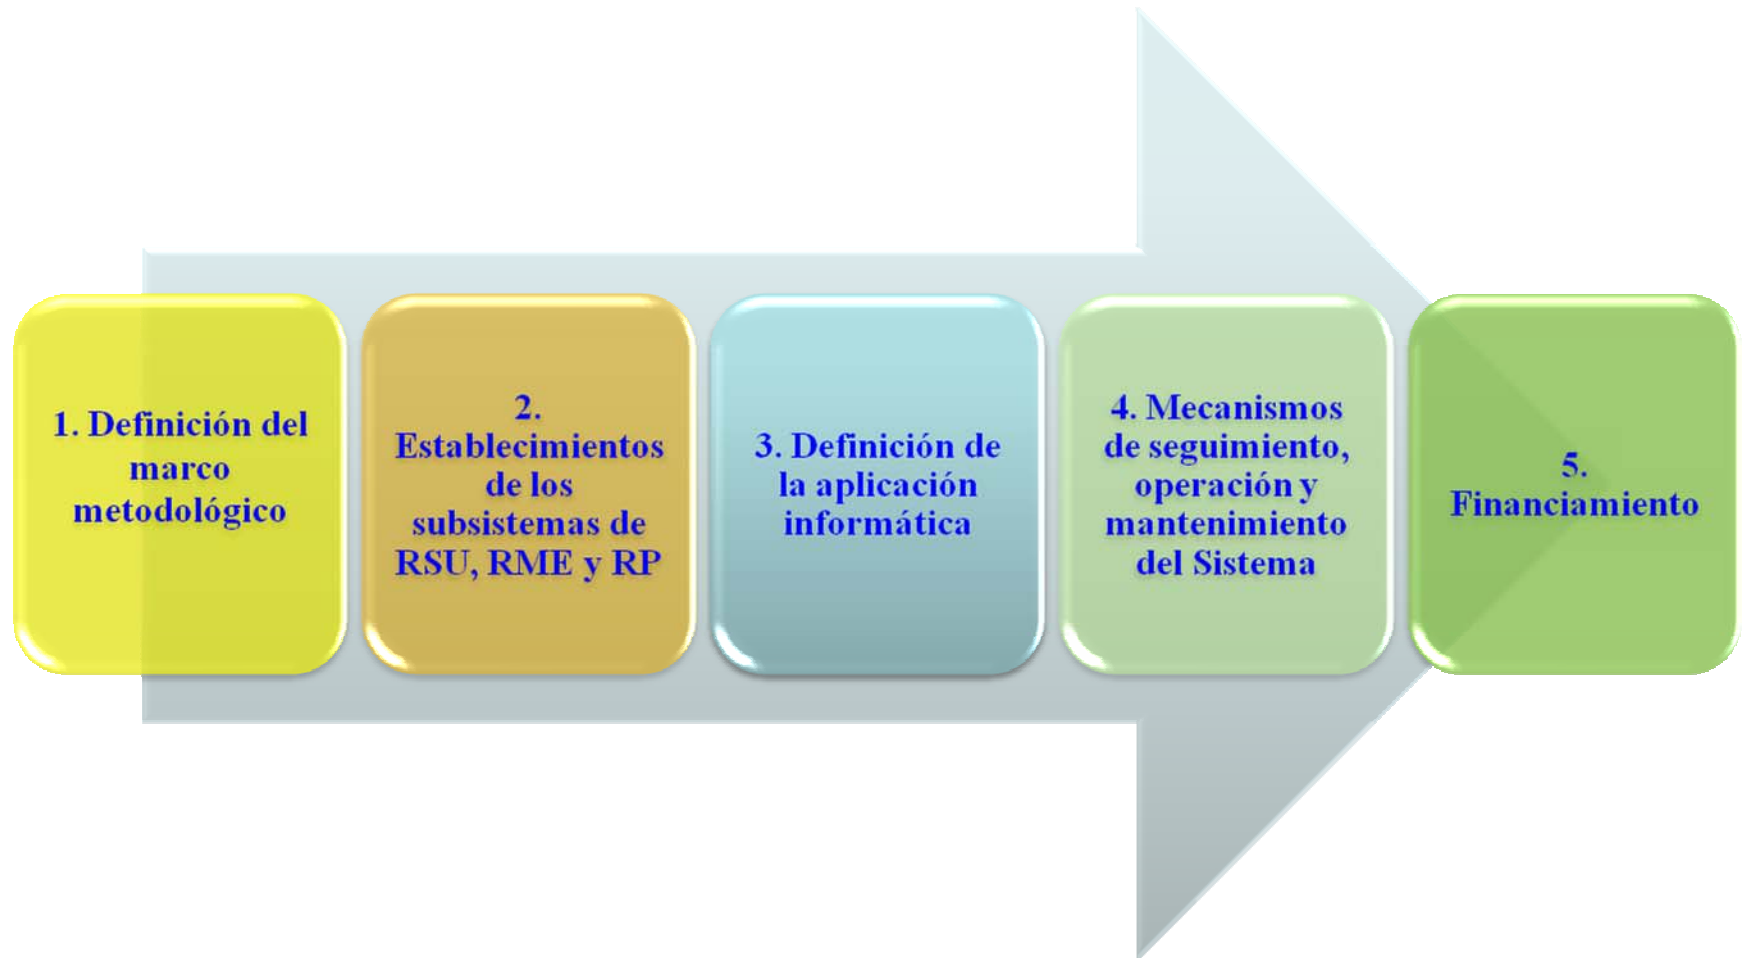 1. Definición del
marco
metodológico
2.
Establecimientos
de los
subsistemas de
RSU, RME y RP
3. Definición de
la aplicación
informática
4. Mecanismos
de seguimiento,
operación y
mantenimiento
del Sistema
5.
Financiamiento